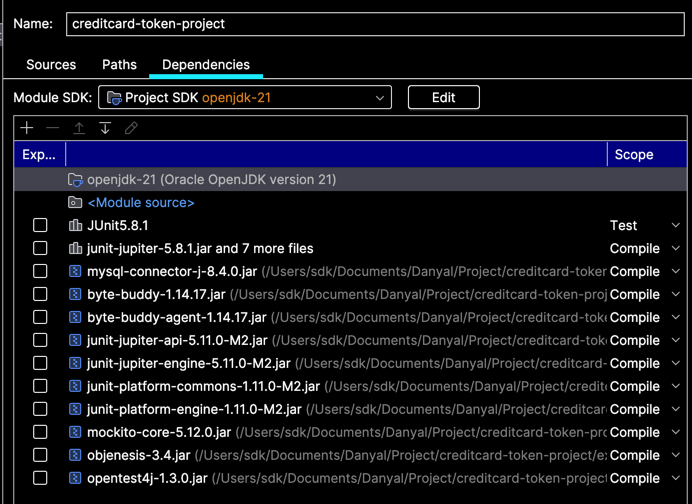 Name: creditcard-token-project
Sources Paths Dependencies
Module SDK: Project SDK openjdk-21 Edit
Exp... Scope
openjdk-21 (Oracle OpenJDK version 21)
<Module source>
JUnit5.8.1 Test
junit-jupiter-5.8.1.jar and 7 more files Compile
mysql-connector-j-8.4.0.jar (/Users/sdk/Documents/Danyal/Project/creditcard-token Compile
byte-buddy-1.14.17.jar (/Users/sdk/Documents/Danyal/Project/creditcard-token-proj Compile
byte-buddy-agent-1.14.17.jar (/Users/sdk/Documents/Danyal/Project/creditcard-toke Compile
junit-jupiter-api-5.11.0-M2.jar (/Users/sdk/Documents/Danyal/Project/creditcard-to Compile
junit-jupiter-engine-5.11.0-M2.jar (/Users/sdk/Documents/Danyal/Project/creditcard Compile
junit-platform-commons-1.11.0-M2.jar (/Users/sdk/Documents/Danyal/Project/credit Compile
junit-platform-engine-1.11.0-M2.jar (/Users/sdk/Documents/Danyal/Project/creditca Compile
mockito-core-5.12.0.jar (/Users/sdk/Documents/Danyal/Project/creditcard-token-pro Compile
objenesis-3.4.jar (/Users/sdk/Documents/Danyal/Project/creditcard-token-project/ex Compile
opentest4j-1.3.0.jar (/Users/sdk/Documents/Danyal/Project/creditcard-token-project Compile